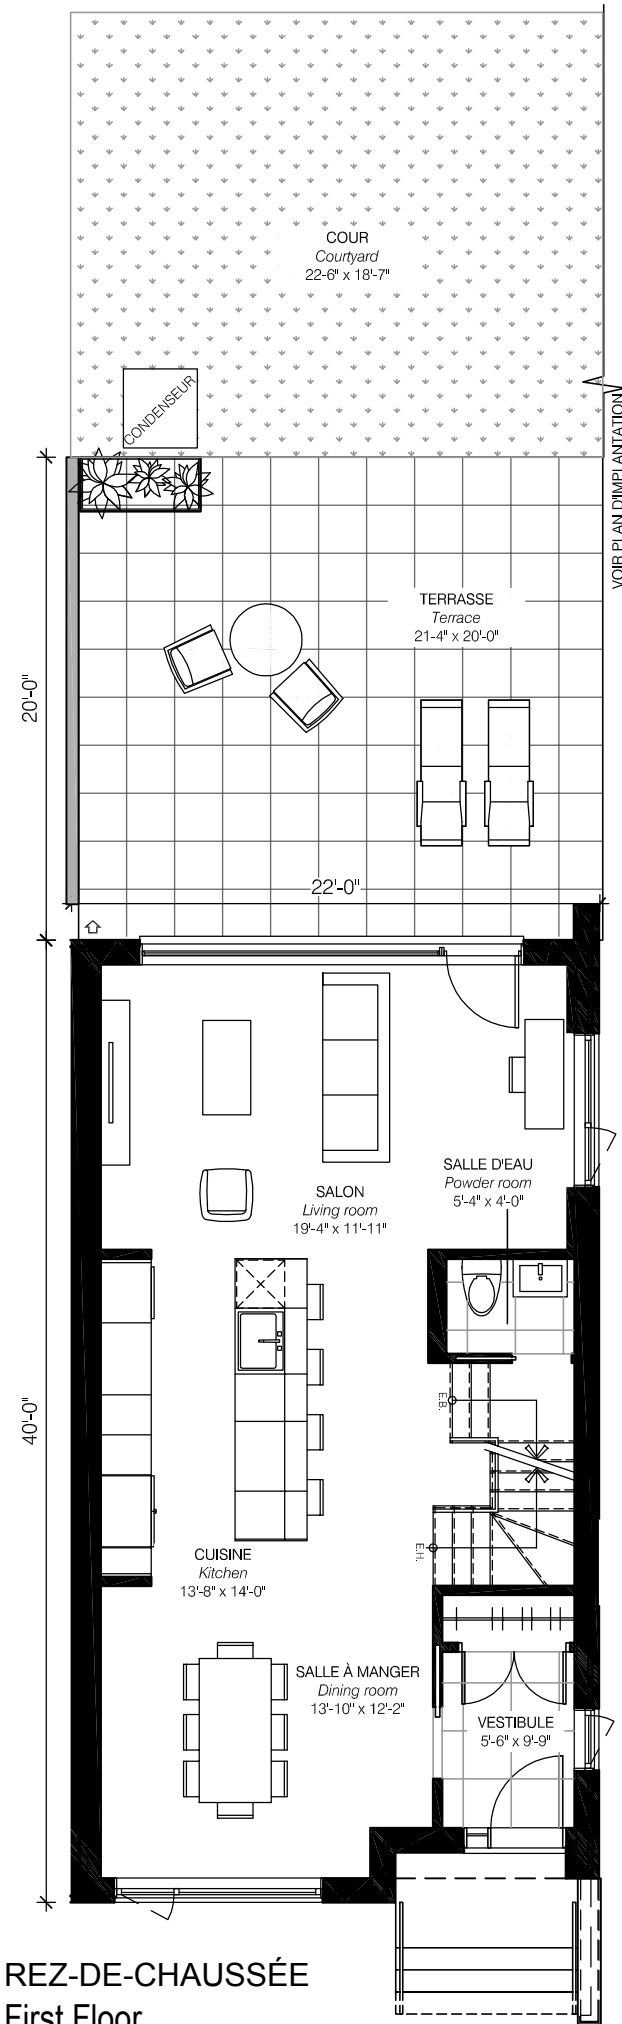 COUR
Courtyard
22-6" x 18'-7"
CONDENSEUR
VOIR PLAN D'IMPLANTATION
TERRASSE
Terrace
21-4" x 20'-0"
20'-0"
22'-0"
SALLE D'EAU
Powder room
5'-4" x 4'-0"
SALON
Living room
19'-4" x 11'-11"
40'-0"
E.B.
E.H.
CUISINE
Kitchen
13'-8" x 14'-0"
SALLE À MANGER
Dining room
13'-10" x 12'-2"
VESTIBULE
5'-6" x 9'-9"
REZ-DE-CHAUSSÉE
First Floor